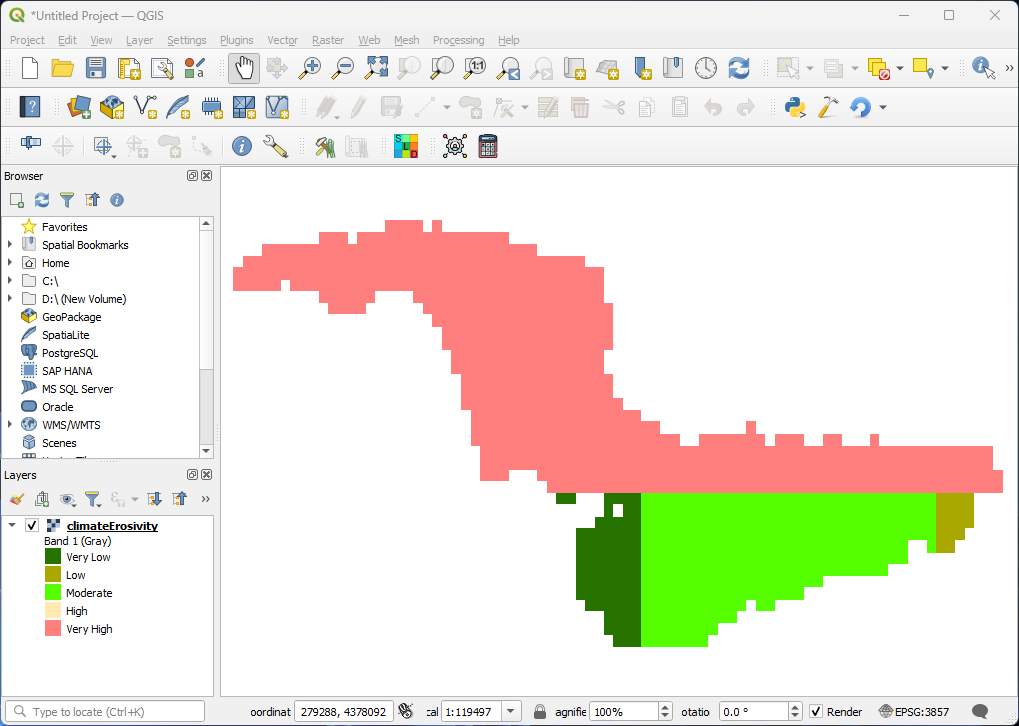 *Untitled Project — QGIS
Project Edit View Layer Settings Plugins Vector Raster Web Mesh Processing Help
Browser
Favorites
Spatial Bookmarks
Home
C:\
D:\ (New Volume)
GeoPackage
SpatiaLite
PostgreSQL
SAP HANA
MS SQL Server
Oracle
WMS/WMTS
Scenes
Layers
climateErosivity
Band 1 (Gray)
Very Low
Low
Moderate
High
Very High
Type to locate (Ctrl+K) oordinat 279288, 4378092 cal 1:119497 agnifie 100% otatio 0.0 ° Render EPSG:3857